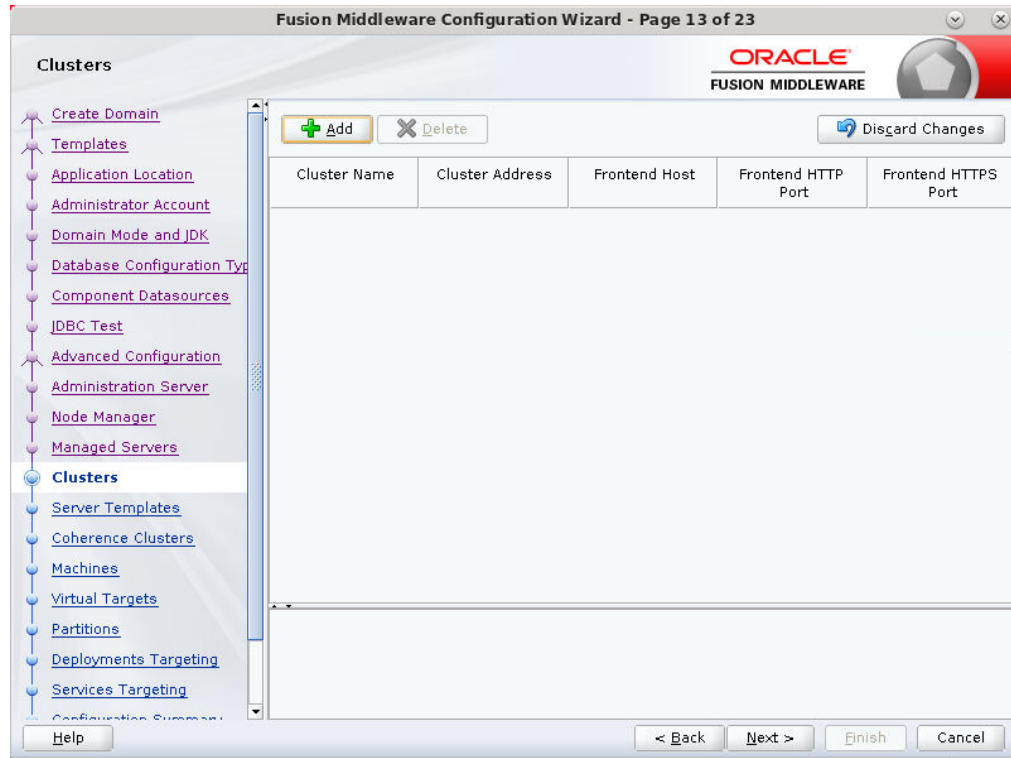 Fusion Middleware Configuration Wizard - Page 13 of 23
Clusters
ORACLE
FUSION MIDDLEWARE
Create Domain
Templates
Application Location
Administrator Account
Domain Mode and JDK
Database Configuration Typ
Component Datasources
JDBC Test
Advanced Configuration
Administration Server
Node Manager
Managed Servers
Clusters
Server Templates
Coherence Clusters
Machines
Virtual Targets
Partitions
Deployments Targeting
Services Targeting
Configuration Summary
Add Delete Discard Changes
Cluster Name Cluster Address Frontend Host Frontend HTTP Port Frontend HTTPS Port
Help < Back Next > Finish Cancel